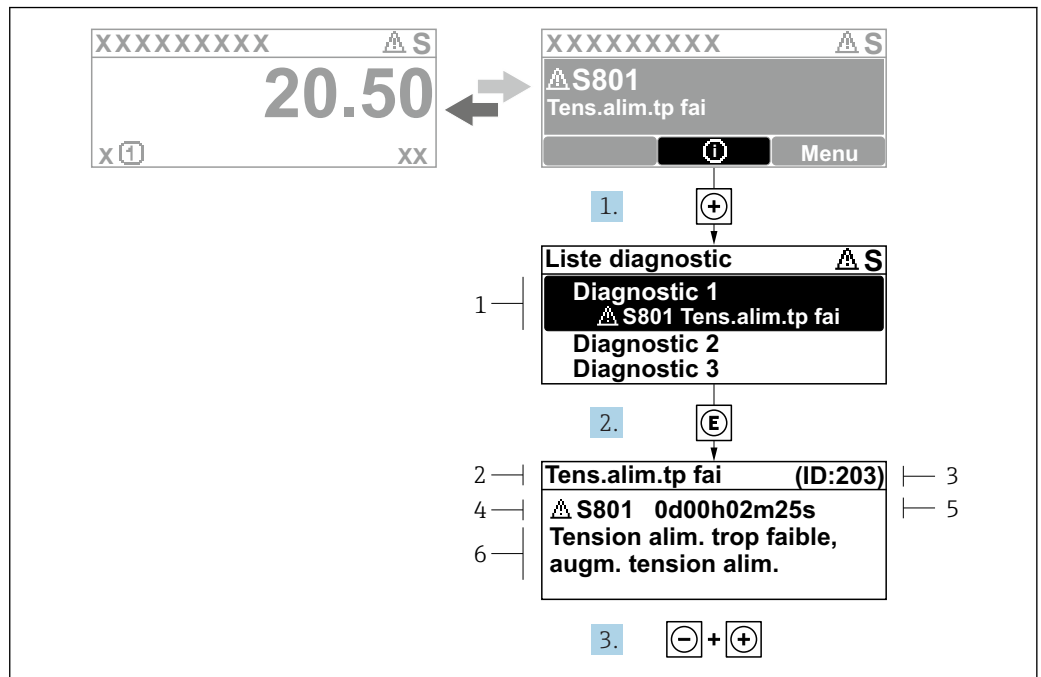 XXXXXXXXX ⚠ S
20.50
x ① xx
XXXXXXXXX ⚠ S
⚠ S801
Tens.alim.tp fai
ⓘ Menu
1. +
Liste diagnostic ⚠ S
1 Diagnostic 1
⚠ S801 Tens.alim.tp fai
Diagnostic 2
Diagnostic 3
2. E
2 Tens.alim.tp fai (ID:203) 3
4 ⚠ S801 0d00h02m25s 5
6 Tension alim. trop faible,
augm. tension alim.
3. - + +